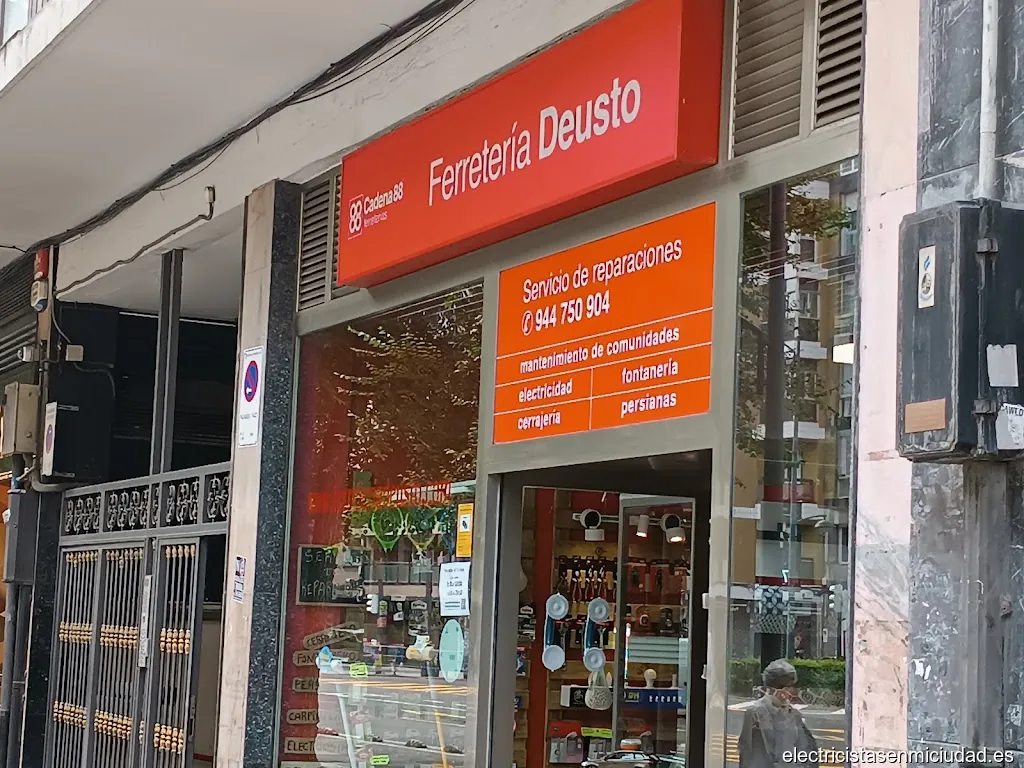 88 Cadena88
ferreterías
Ferretería Deusto
Servicio de reparaciones
944 750 904
mantenimiento de comunidades
electricidad
fontanería
cerrajería
persianas
electricistasenmiciudad.es